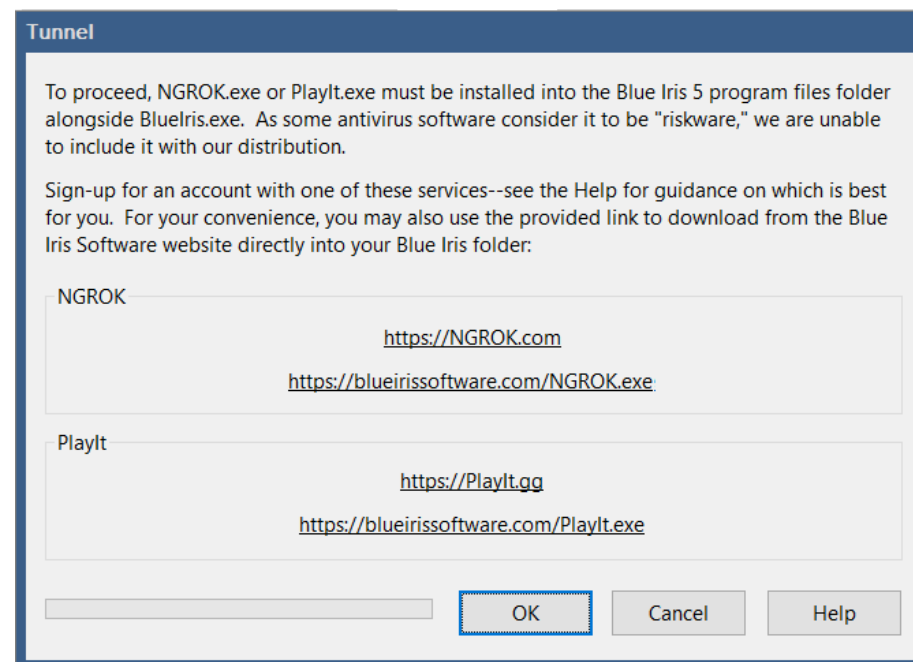 Tunnel
To proceed, NGROK.exe or PlayIt.exe must be installed into the Blue Iris 5 program files folder
alongside BlueIris.exe.  As some antivirus software consider it to be "riskware," we are unable
to include it with our distribution.
Sign-up for an account with one of these services--see the Help for guidance on which is best
for you.  For your convenience, you may also use the provided link to download from the Blue
Iris Software website directly into your Blue Iris folder:
NGROK
https://NGROK.com
https://blueirissoftware.com/NGROK.exe
PlayIt
https://PlayIt.gg
https://blueirissoftware.com/PlayIt.exe
OK
Cancel
Help